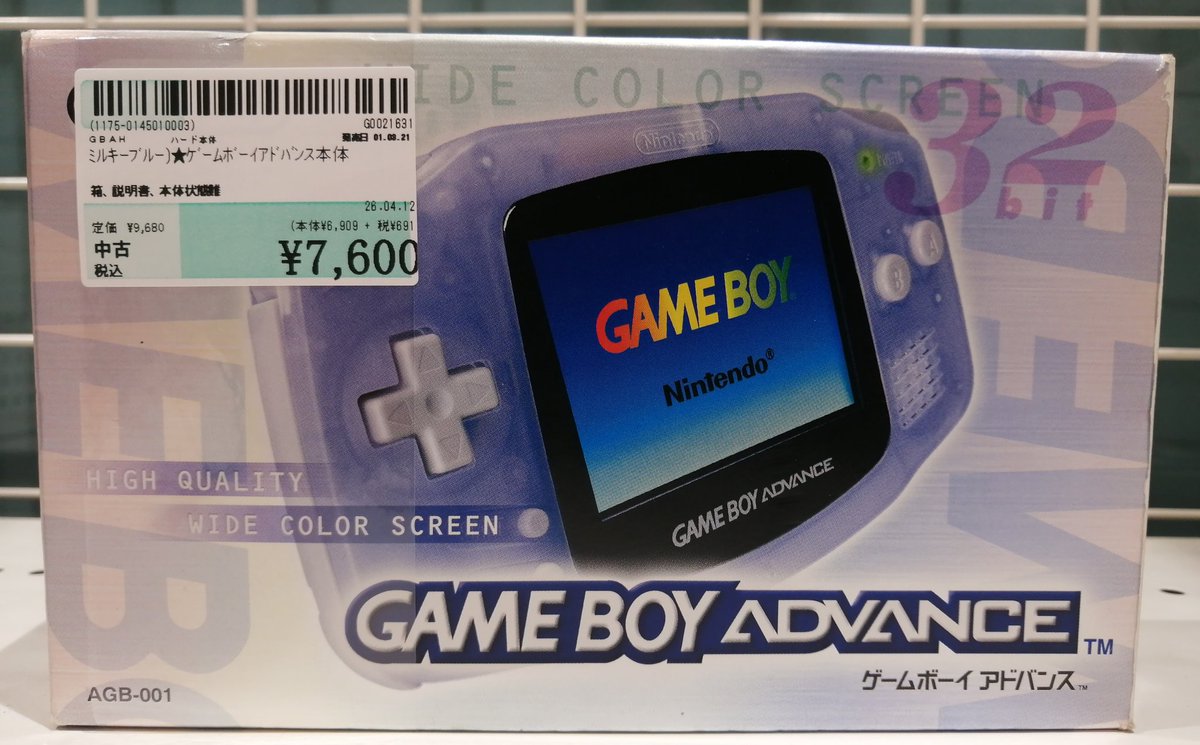 WIDE COLOR SCREEN
32
bit
(1175-0145010003) G0021631
GBAH ハード本体 発売日 01.03.21
ミルキーブルー)★ゲームボーイアドバンス本体
箱、説明書、本体状態難
26.04.12
定価 ¥9,680 (本体¥6,909 + 税¥691
中古
税込
¥7,600
Nintendo
POWER
A
B
GAME BOY
Nintendo®
GAME BOY ADVANCE
HIGH QUALITY
WIDE COLOR SCREEN
GAME BOY ADVANCE™
ゲームボーイ アドバンス™
AGB-001